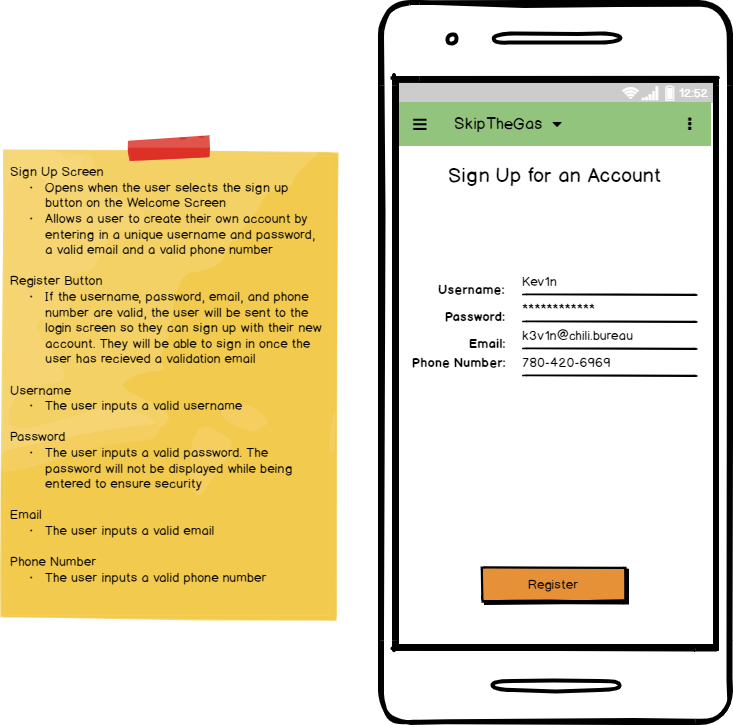 Sign Up Screen
· Opens when the user selects the sign up
button on the Welcome Screen
· Allows a user to create their own account by
entering in a unique username and password,
a valid email and a valid phone number
Register Button
· If the username, password, email, and phone
number are valid, the user will be sent to the
login screen so they can sign up with their new
account. They will be able to sign in once the
user has recieved a validation email
Username
· The user inputs a valid username
Password
· The user inputs a valid password. The
password will not be displayed while being
entered to ensure security
Email
· The user inputs a valid email
Phone Number
· The user inputs a valid phone number
12:52
SkipTheGas
Sign Up for an Account
Username: Kev1n
Password: ************
Email: k3v1n@chili.bureau
Phone Number: 780-420-6969
Register